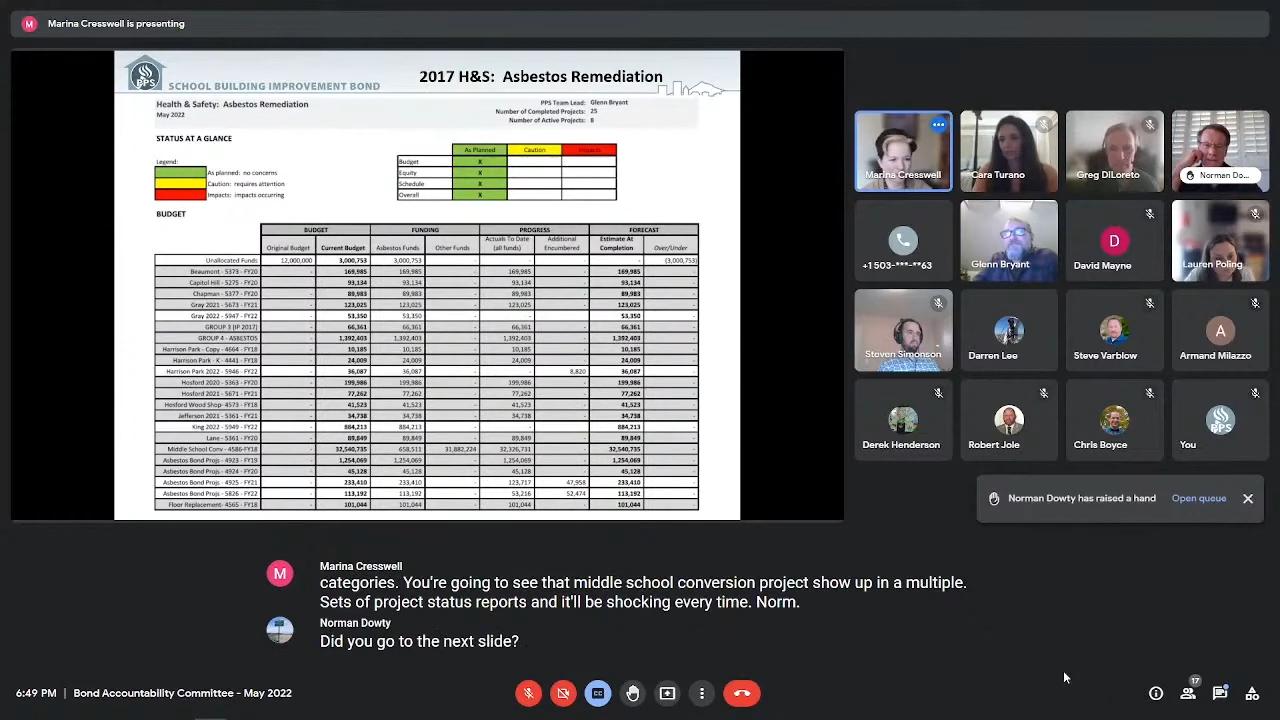 M Marina Cresswell is presenting
BPS
SCHOOL BUILDING IMPROVEMENT BOND
2017 H&S: Asbestos Remediation
Health & Safety: Asbestos Remediation
May 2022
PPS Team Lead: Glenn Bryant
Number of Completed Projects: 25
Number of Active Projects: 8
STATUS AT A GLANCE
Legend:
As planned: no concerns
Caution: requires attention
Impacts: impacts occurring
As Planned Caution Impacts
Budget X
Equity X
Schedule X
Overall X
BUDGET
BUDGET FUNDING PROGRESS FORECAST
Original Budget Current Budget Asbestos Funds Other Funds Actuals To Date (all funds) Additional Encumbered Estimate At Completion Over/Under
Unallocated Funds 12,000,000 3,000,753 3,000,753 - - - - (3,000,753)
Beaumont - 5373 - FY20 - 169,985 169,985 - 169,985 - 169,985 -
Capitol Hill - 5275 - FY20 - 93,134 93,134 - 93,134 - 93,134 -
Chapman - 5377 - FY20 - 89,983 89,983 - 89,983 - 89,983 -
Gray 2021 - 5673 - FY21 - 123,025 123,025 - 123,025 - 123,025 -
Gray 2022 - 5947 - FY22 - 53,350 53,350 - - - 53,350 -
GROUP 3 (IP 2017) - 66,361 66,361 - 66,361 - 66,361 -
GROUP 4 - ASBESTOS - 1,392,403 1,392,403 - 1,392,403 - 1,392,403 -
Harrison Park - Copy - 4664 - FY18 - 10,185 10,185 - 10,185 - 10,185 -
Harrison Park - K - 4441 - FY18 - 24,009 24,009 - 24,009 - 24,009 -
Harrison Park 2022 - 5946 - FY22 - 36,087 36,087 - - 8,820 36,087 -
Hosford 2020 - 5363 - FY20 - 199,986 199,986 - 199,986 - 199,986 -
Hosford 2021 - 5671 - FY21 - 77,262 77,262 - 77,262 - 77,262 -
Hosford Wood Shop- 4573 - FY18 - 41,523 41,523 - 41,523 - 41,523 -
Jefferson 2021 - 5361 - FY21 - 34,738 34,738 - 34,738 - 34,738 -
King 2022 - 5949 - FY22 - 884,213 884,213 - - - 884,213 -
Lane - 5361 - FY20 - 89,849 89,849 - 89,849 - 89,849 -
Middle School Conv - 4586-FY18 - 32,540,735 658,511 31,882,224 32,326,731 - 32,540,735 -
Asbestos Bond Projs - 4923 - FY19 - 1,254,069 1,254,069 - 1,254,069 - 1,254,069 -
Asbestos Bond Projs - 4924 - FY20 - 45,128 45,128 - 45,128 - 45,128 -
Asbestos Bond Projs - 4925 - FY21 - 233,410 233,410 - 123,717 47,958 233,410 -
Asbestos Bond Projs - 5826 - FY22 - 113,192 113,192 - 53,216 52,474 113,192 -
Floor Replacement- 4565 - FY18 - 101,044 101,044 - 101,044 - 101,044 -
Marina Cresswell
Cara Turano
Greg DiLoreto
Norman Do...
+1 503-***-**63
Glenn Bryant
D
David Mayne
Lauren Poling
Steven Simonson
Darren Lee
Steve Vartlow
A
Armena Mazzo
Derek Henderson
Robert Jole
Chris Boyce
BPS
You
Norman Dowty has raised a hand Open queue
M Marina Cresswell
categories. You're going to see that middle school conversion project show up in a multiple.
Sets of project status reports and it'll be shocking every time. Norm.
Norman Dowty
Did you go to the next slide?
6:49 PM | Bond Accountability Committee - May 2022
CC
17